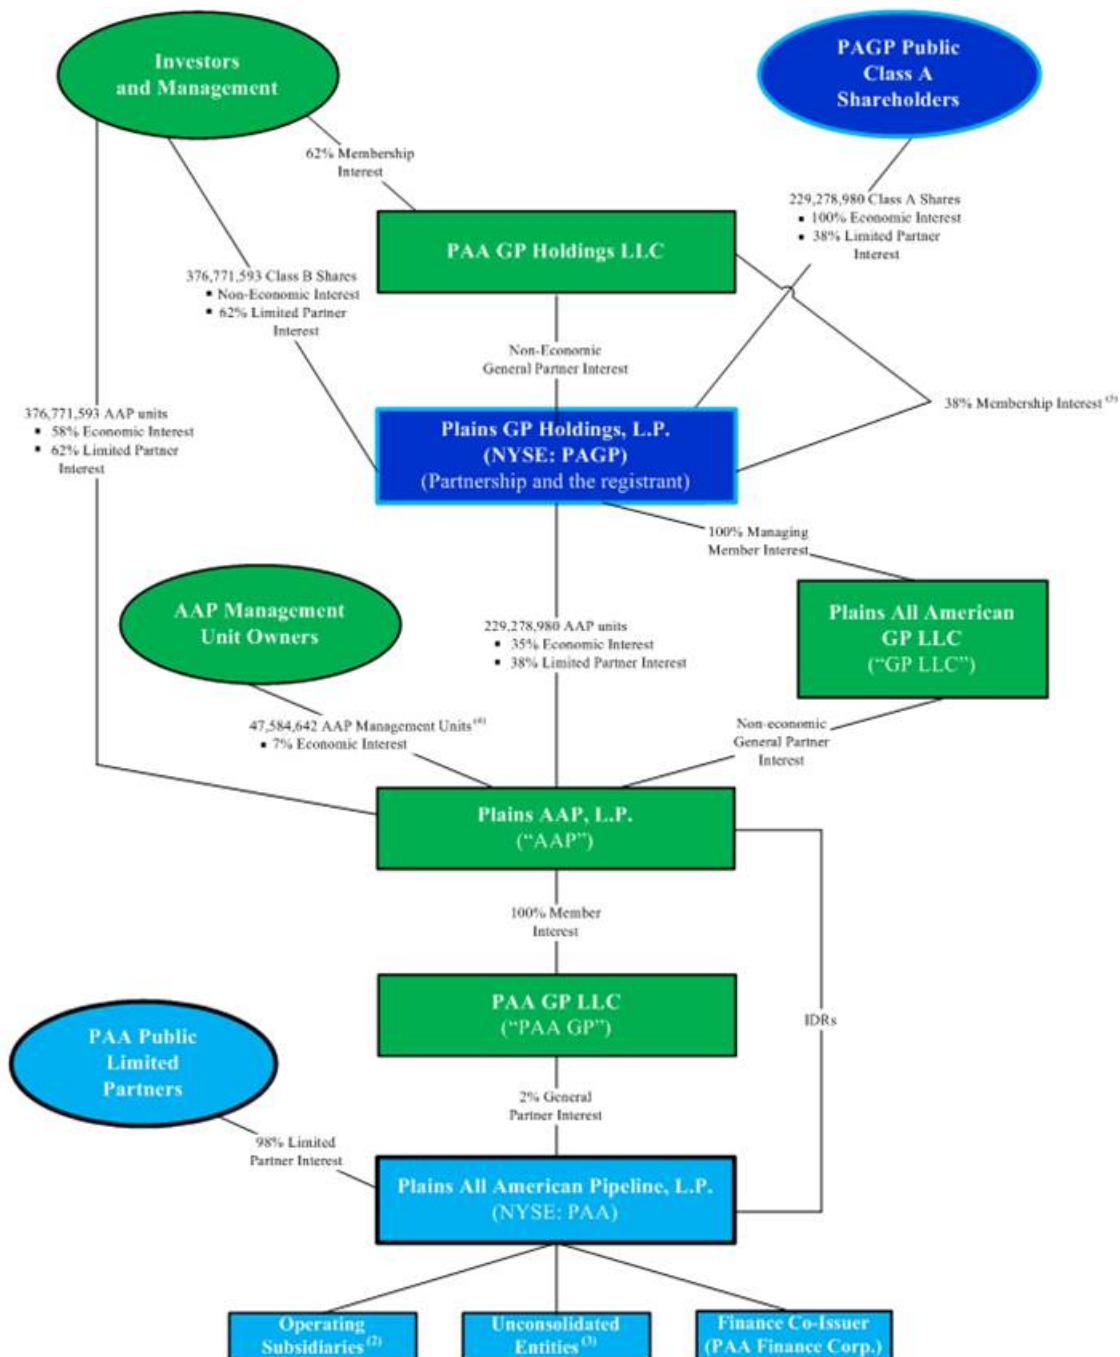 Investors
and Management
PAGP Public
Class A
Shareholders
62% Membership
Interest
229,278,980 Class A Shares
▪ 100% Economic Interest
▪ 38% Limited Partner
Interest
PAA GP Holdings LLC
376,771,593 Class B Shares
▪ Non-Economic Interest
▪ 62% Limited Partner
Interest
Non-Economic
General Partner Interest
376,771,593 AAP units
▪ 58% Economic Interest
▪ 62% Limited Partner
Interest
38% Membership Interest (5)
Plains GP Holdings, L.P.
(NYSE: PAGP)
(Partnership and the registrant)
100% Managing
Member Interest
AAP Management
Unit Owners
229,278,980 AAP units
▪ 35% Economic Interest
▪ 38% Limited Partner Interest
Plains All American
GP LLC
(“GP LLC”)
47,584,642 AAP Management Units (4)
▪ 7% Economic Interest
Non-economic
General Partner
Interest
Plains AAP, L.P.
(“AAP”)
100% Member
Interest
PAA GP LLC
(“PAA GP”)
IDRs
PAA Public
Limited
Partners
2% General
Partner Interest
98% Limited
Partner Interest
Plains All American Pipeline, L.P.
(NYSE: PAA)
Operating
Subsidiaries (2)
Unconsolidated
Entities (3)
Finance Co-Issuer
(PAA Finance Corp.)